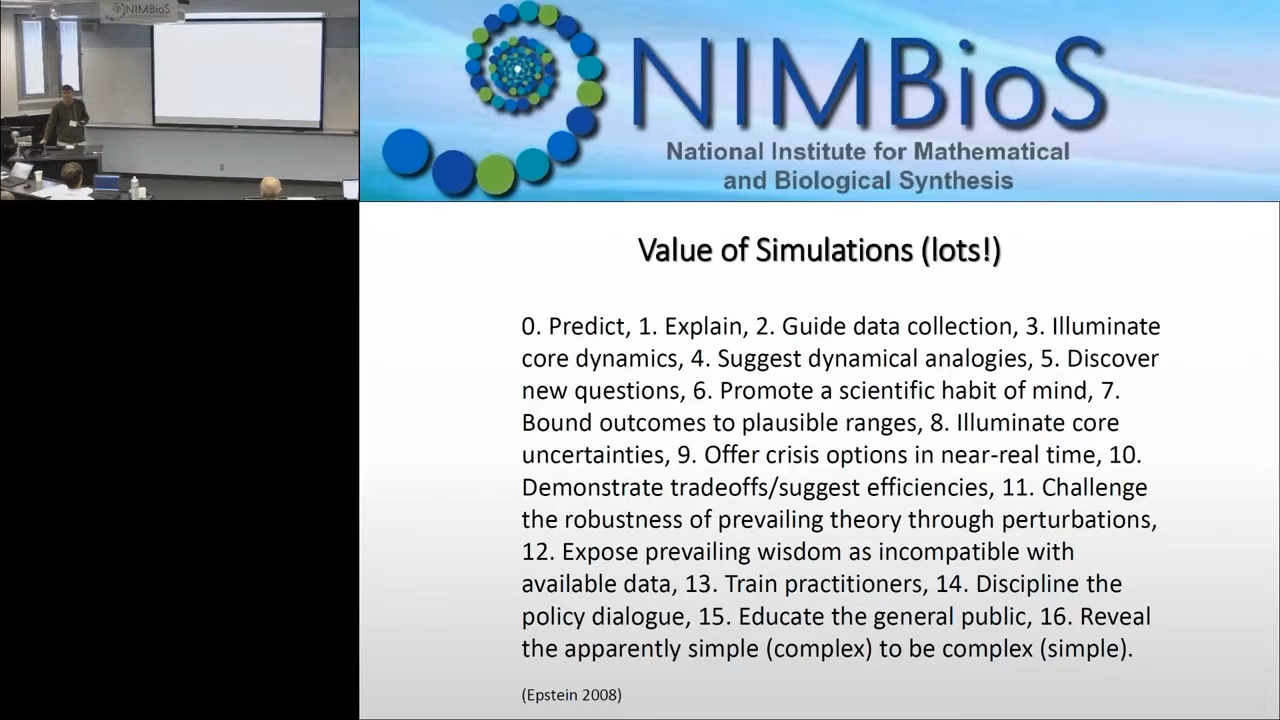 NIMBioS
NIMBioS
National Institute for Mathematical
and Biological Synthesis
Value of Simulations (lots!)
0. Predict, 1. Explain, 2. Guide data collection, 3. Illuminate
core dynamics, 4. Suggest dynamical analogies, 5. Discover
new questions, 6. Promote a scientific habit of mind, 7.
Bound outcomes to plausible ranges, 8. Illuminate core
uncertainties, 9. Offer crisis options in near-real time, 10.
Demonstrate tradeoffs/suggest efficiencies, 11. Challenge
the robustness of prevailing theory through perturbations,
12. Expose prevailing wisdom as incompatible with
available data, 13. Train practitioners, 14. Discipline the
policy dialogue, 15. Educate the general public, 16. Reveal
the apparently simple (complex) to be complex (simple).
(Epstein 2008)